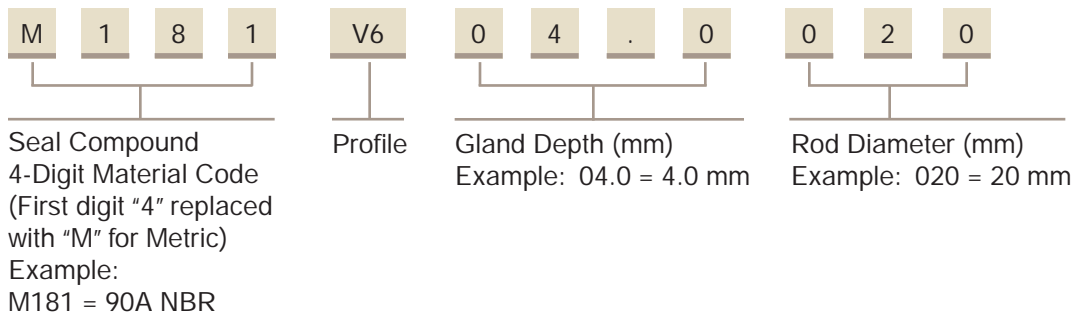 M 1 8 1 V6 0 4 . 0 0 2 0
Seal Compound
4-Digit Material Code
(First digit “4” replaced
with “M” for Metric)
Example:
M181 = 90A NBR
Profile
Gland Depth (mm)
Example: 04.0 = 4.0 mm
Rod Diameter (mm)
Example: 020 = 20 mm